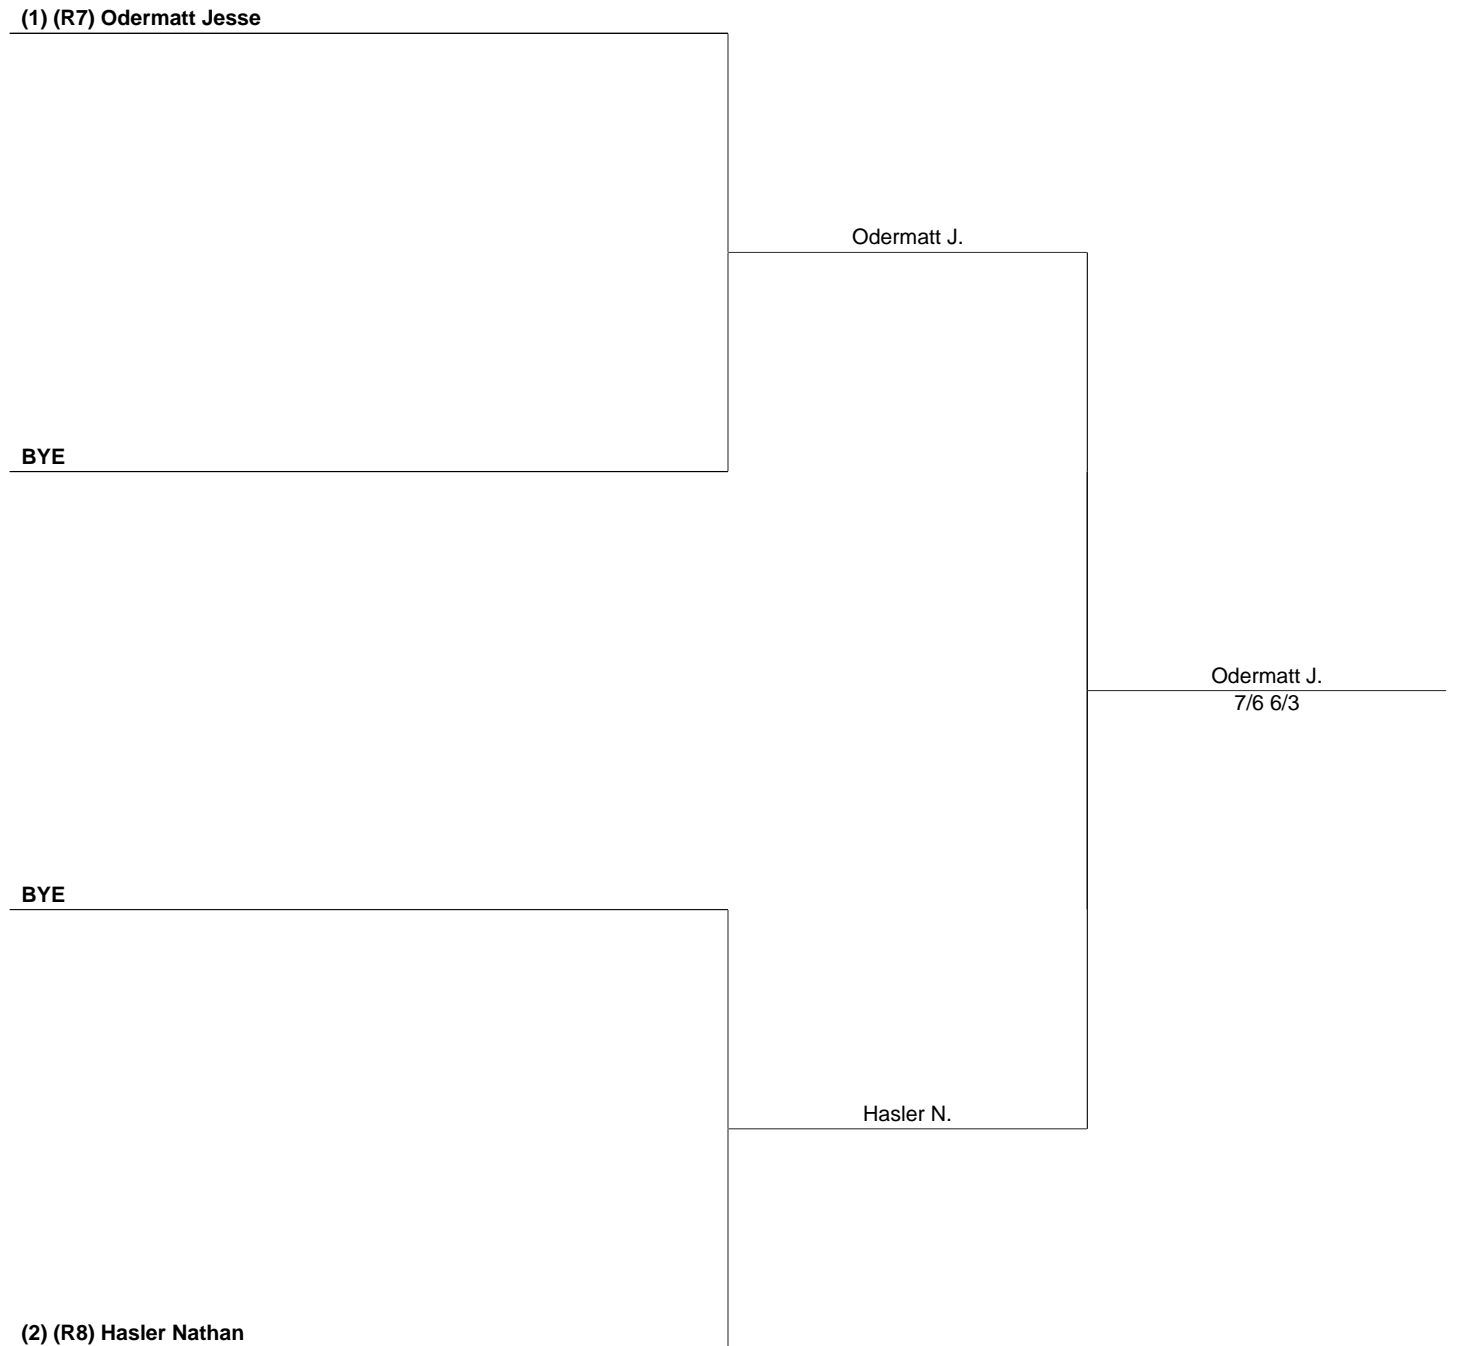 (1) (R7) Odermatt Jesse
Odermatt J.
BYE
Odermatt J.
7/6 6/3
BYE
Hasler N.
(2) (R8) Hasler Nathan